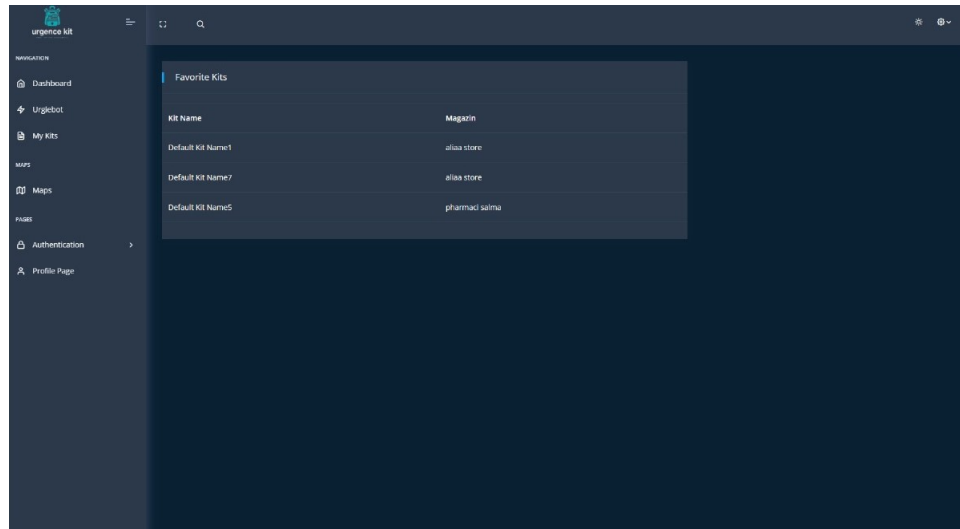 urgence kit
NAVIGATION
Dashboard
Urgiebot
My Kits
MAPS
Maps
PAGES
Authentication
Profile Page
Favorite Kits
Kit Name Magazin
Default Kit Name1 aliaa store
Default Kit Name7 aliaa store
Default Kit Name5 pharmaci salma